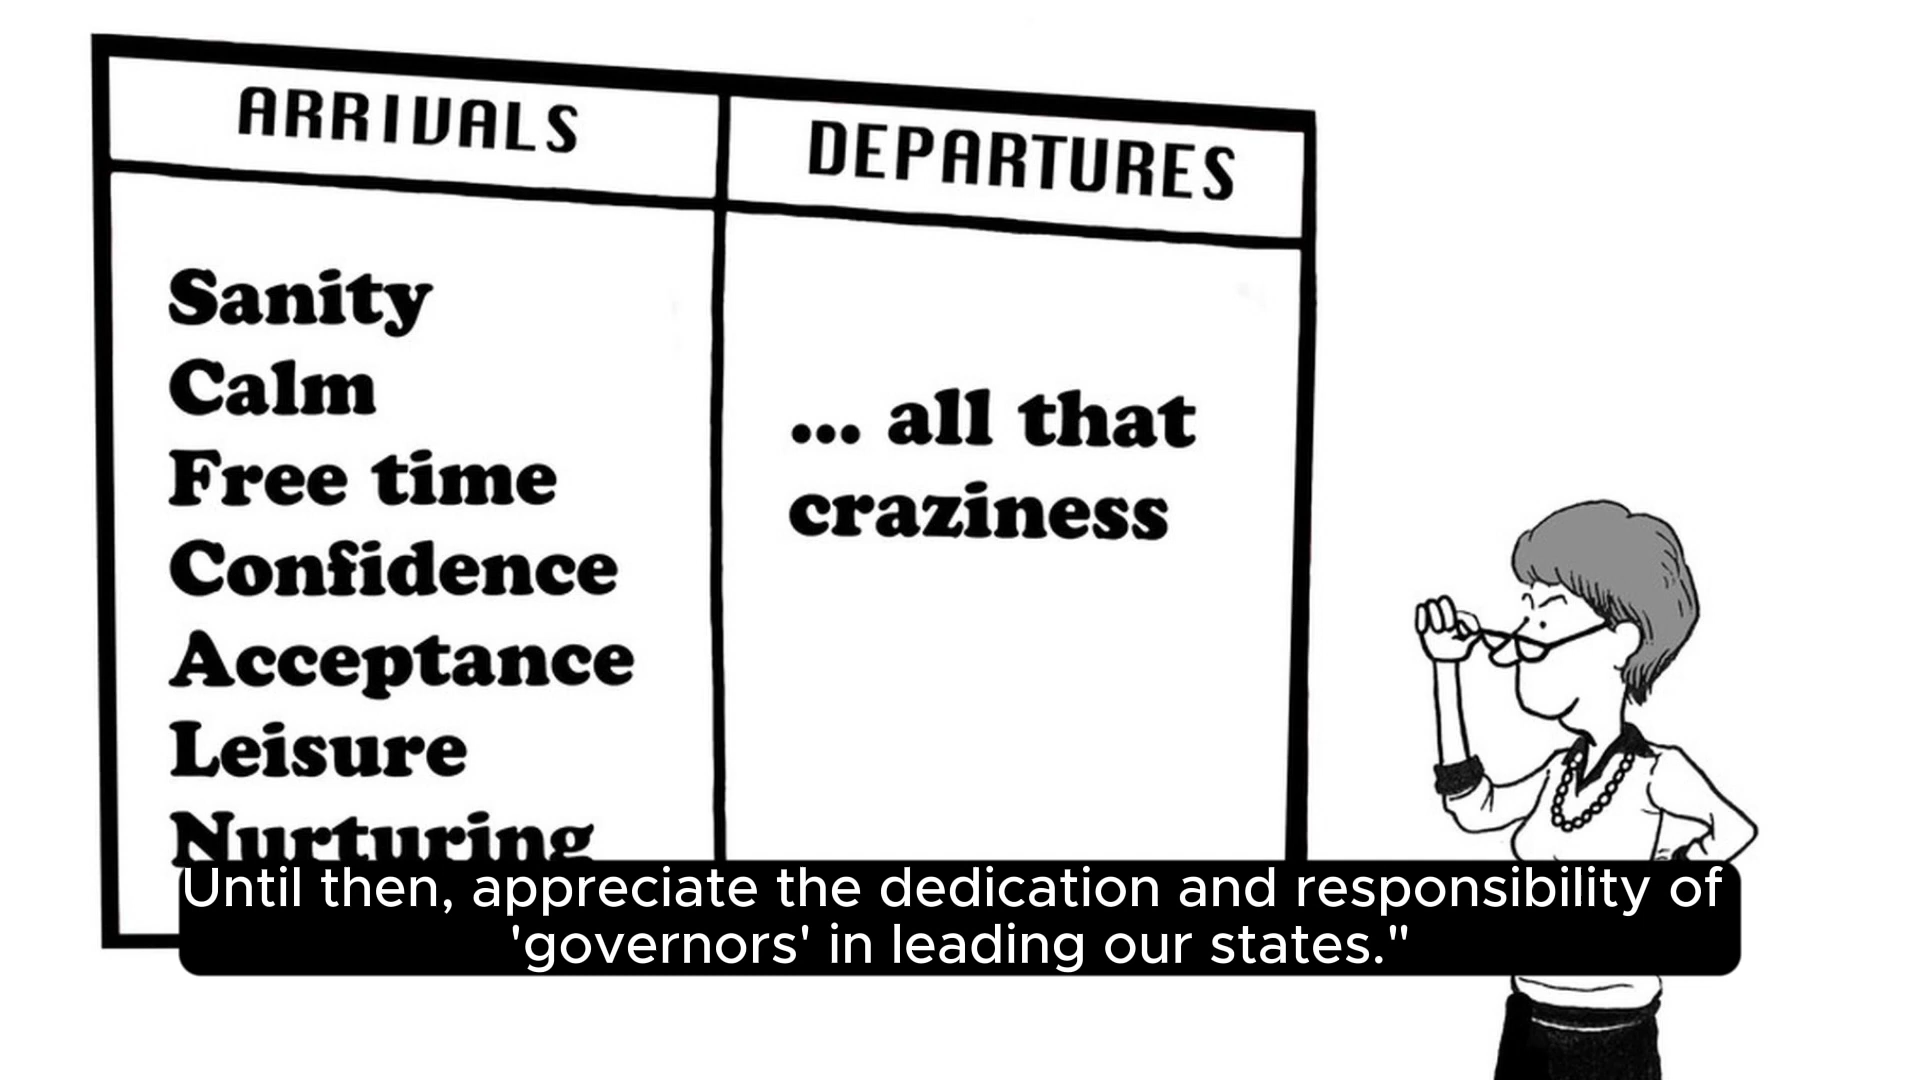 ARRIVALS
DEPARTURES
Sanity
Calm
Free time
Confidence
Acceptance
Leisure
Nurturing
... all that
craziness
Until then, appreciate the dedication and responsibility of
'governors' in leading our states."